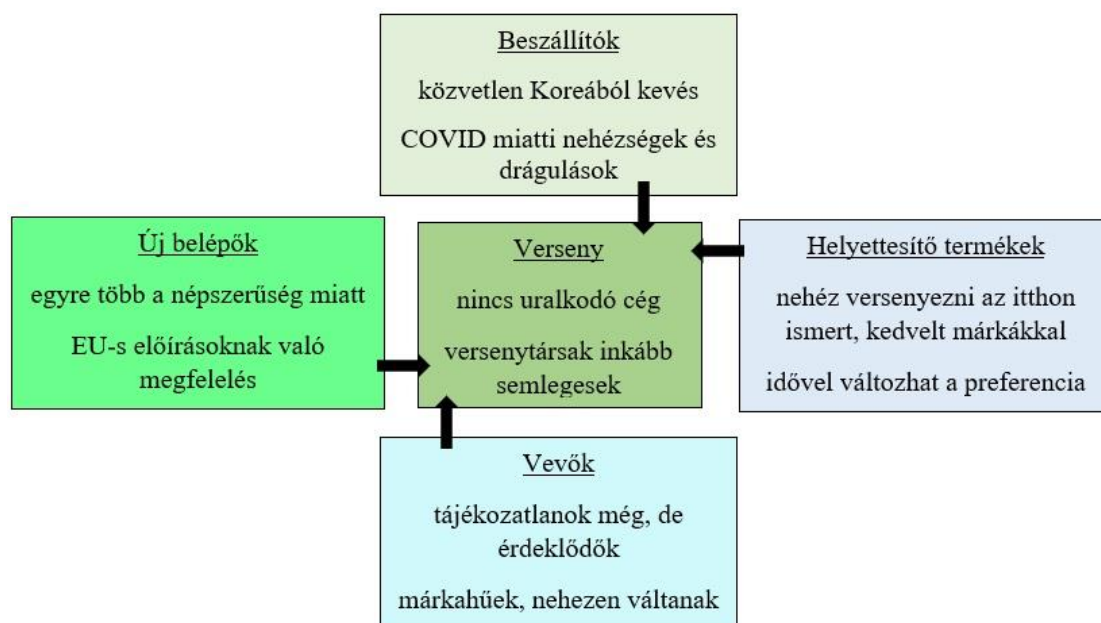 Beszállítók
közvetlen Koreából kevés
COVID miatti nehézségek és
drágulások
Új belépők
egyre több a népszerűség miatt
EU-s előírásoknak való
megfelelés
Verseny
nincs uralkodó cég
versenytársak inkább
semlegesek
Helyettesítő termékek
nehéz versenyezni az itthon
ismert, kedvelt márkákkal
idővel változhat a preferencia
Vevők
tájékozatlanok még, de
érdeklődők
márkahűek, nehezen váltanak